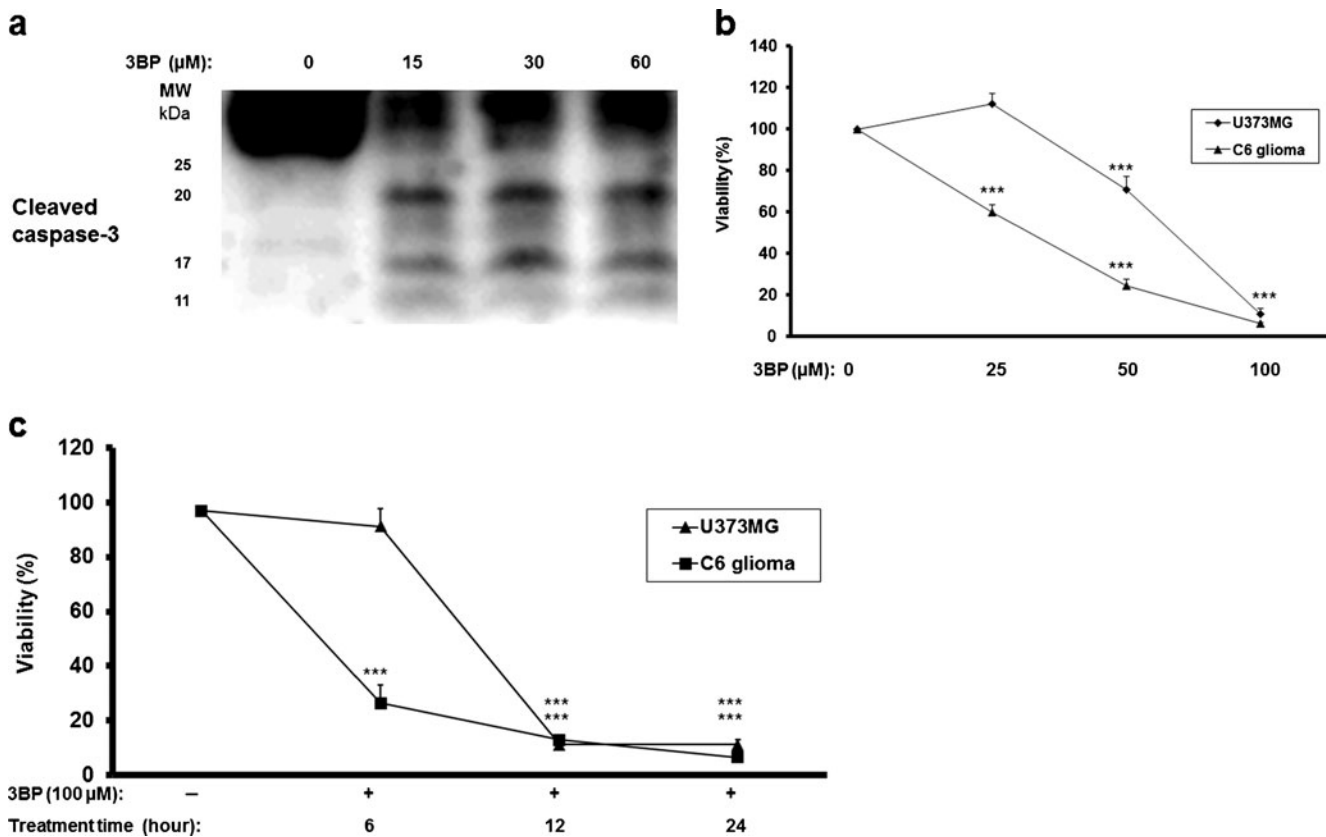 a
3BP (µM): 0 15 30 60
MW
kDa
25
20
Cleaved
caspase-3
17
11
b
140
120
100
80
60
40
20
0
Viability (%)
U373MG
C6 glioma
***
***
***
***
3BP (µM): 0 25 50 100
c
120
100
80
60
40
20
0
Viability (%)
U373MG
C6 glioma
***
*** ***
*** ***
3BP (100 µM): – + + +
Treatment time (hour): 6 12 24